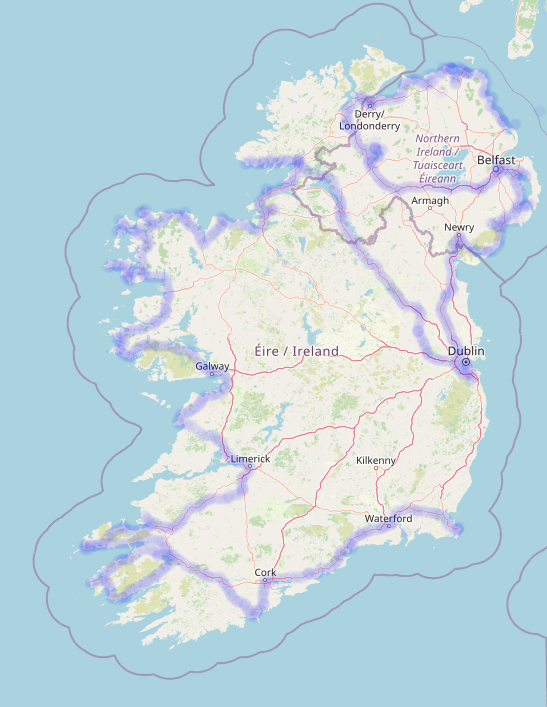 Derry/
Londonderry
Northern
Ireland /
Tuaisceart
Éireann
Belfast
Armagh
Newry
Éire / Ireland
Dublin
Galway
Limerick
Kilkenny
Waterford
Cork